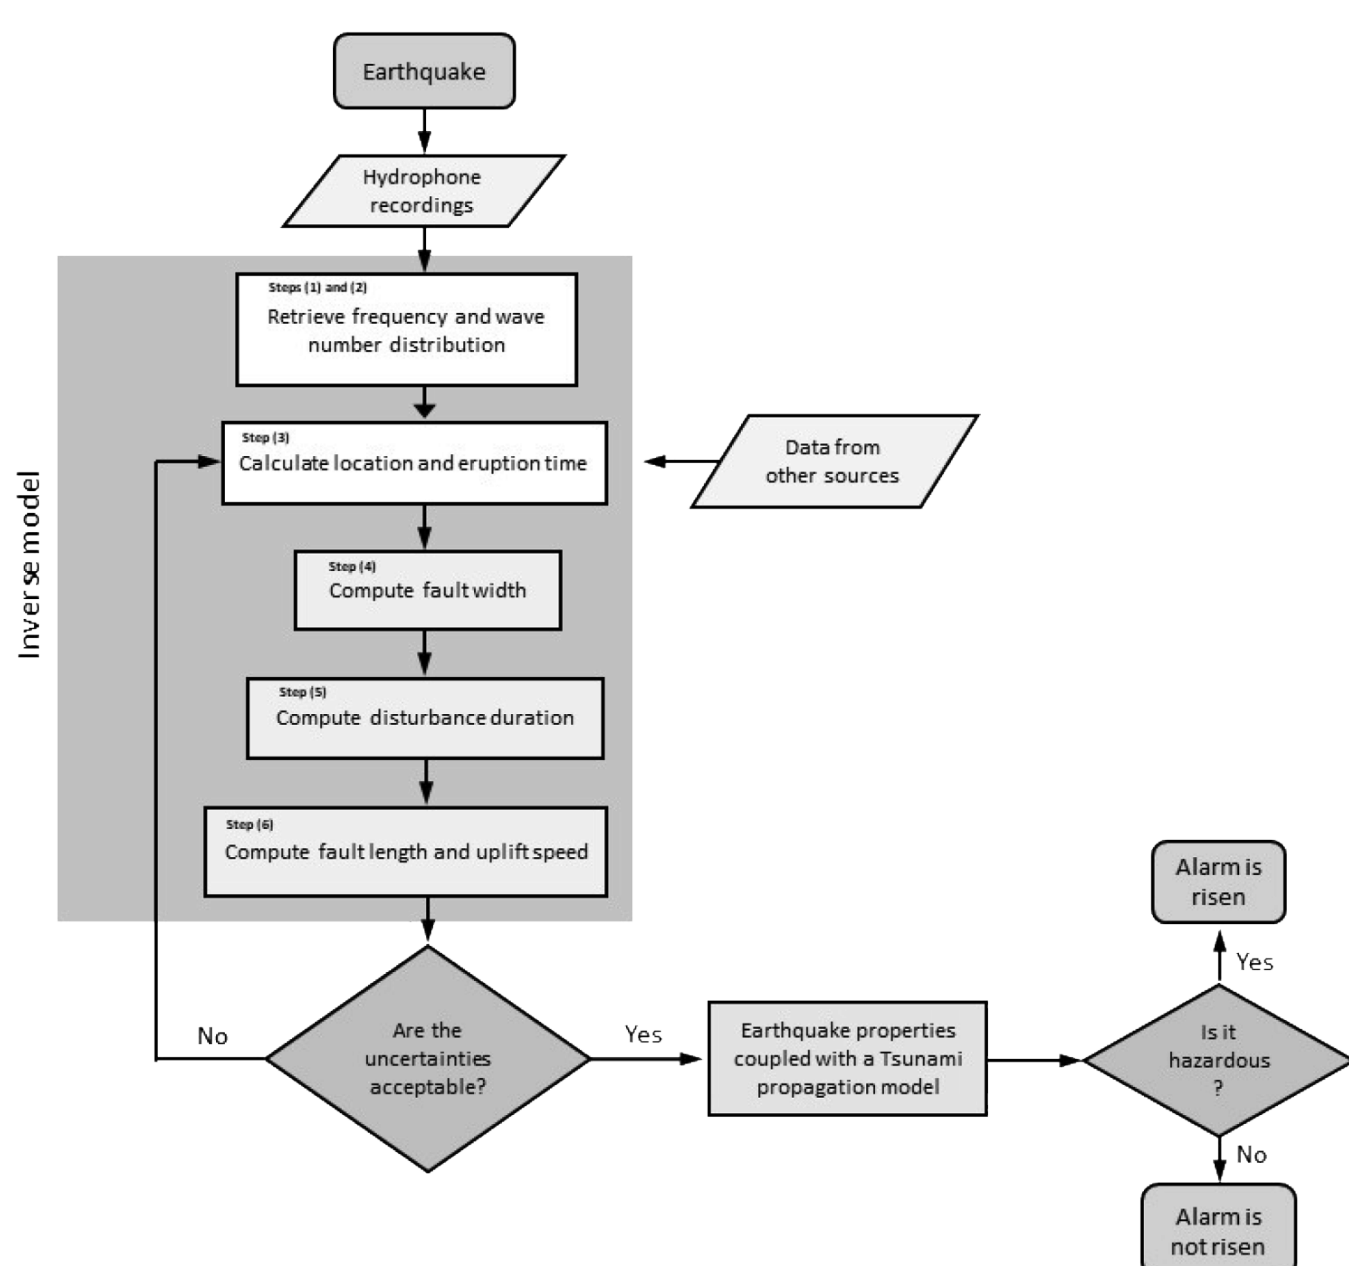 Earthquake
Hydrophone
recordings
Steps (1) and (2)
Retrieve frequency and wave
number distribution
Step (3)
Calculate location and eruption time
Data from
other sources
Inverse model
Step (4)
Compute fault width
Step (5)
Compute disturbance duration
Step (6)
Compute fault length and uplift speed
Are the
uncertainties
acceptable?
No
Yes
Earthquake properties
coupled with a Tsunami
propagation model
Is it
hazardous
?
Yes
Alarm is
risen
No
Alarm is
not risen